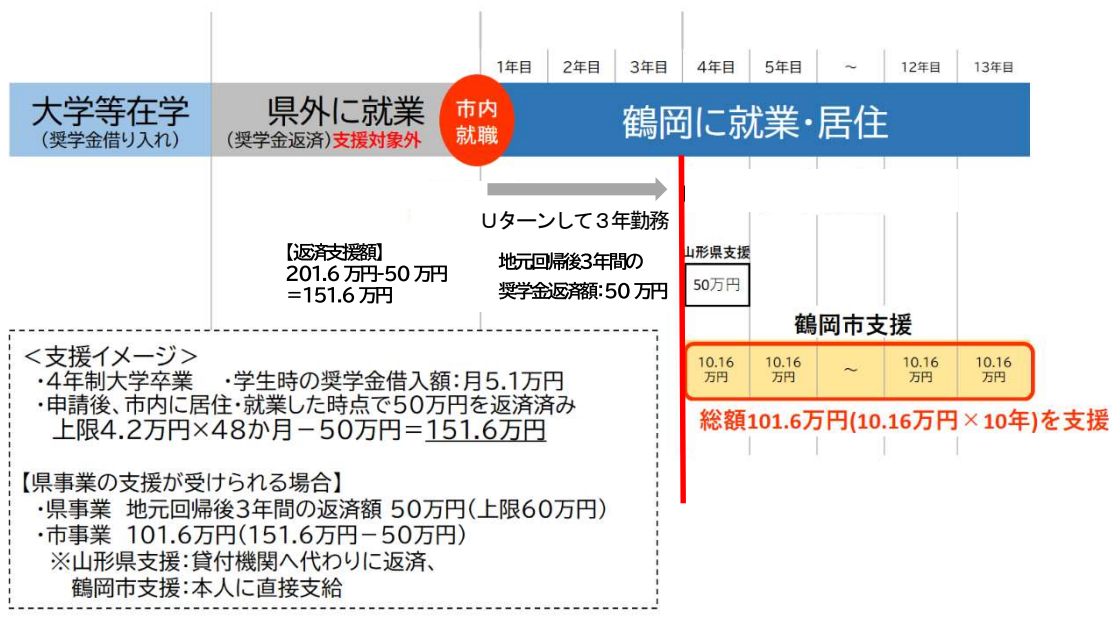 1年目 2年目 3年目 4年目 5年目 ～ 12年目 13年目
大学等在学
(奨学金借り入れ)
県外に就業
(奨学金返済)支援対象外
市内
就職
鶴岡に就業・居住
Uターンして３年勤務
【返済支援額】
201.6万円-50万円
＝151.6万円
地元回帰後3年間の
奨学金返済額：50万円
山形県支援
50万円
鶴岡市支援
10.16
万円
10.16
万円
～
10.16
万円
10.16
万円
総額101.6万円(10.16万円×10年)を支援
＜支援イメージ＞
・4年制大学卒業 ・学生時の奨学金借入額：月5.1万円
・申請後、市内に居住・就業した時点で50万円を返済済み
上限4.2万円×48か月－50万円＝151.6万円
【県事業の支援が受けられる場合】
・県事業 地元回帰後3年間の返済額 50万円(上限60万円)
・市事業 101.6万円(151.6万円－50万円)
※山形県支援：貸付機関へ代わりに返済、
鶴岡市支援：本人に直接支給